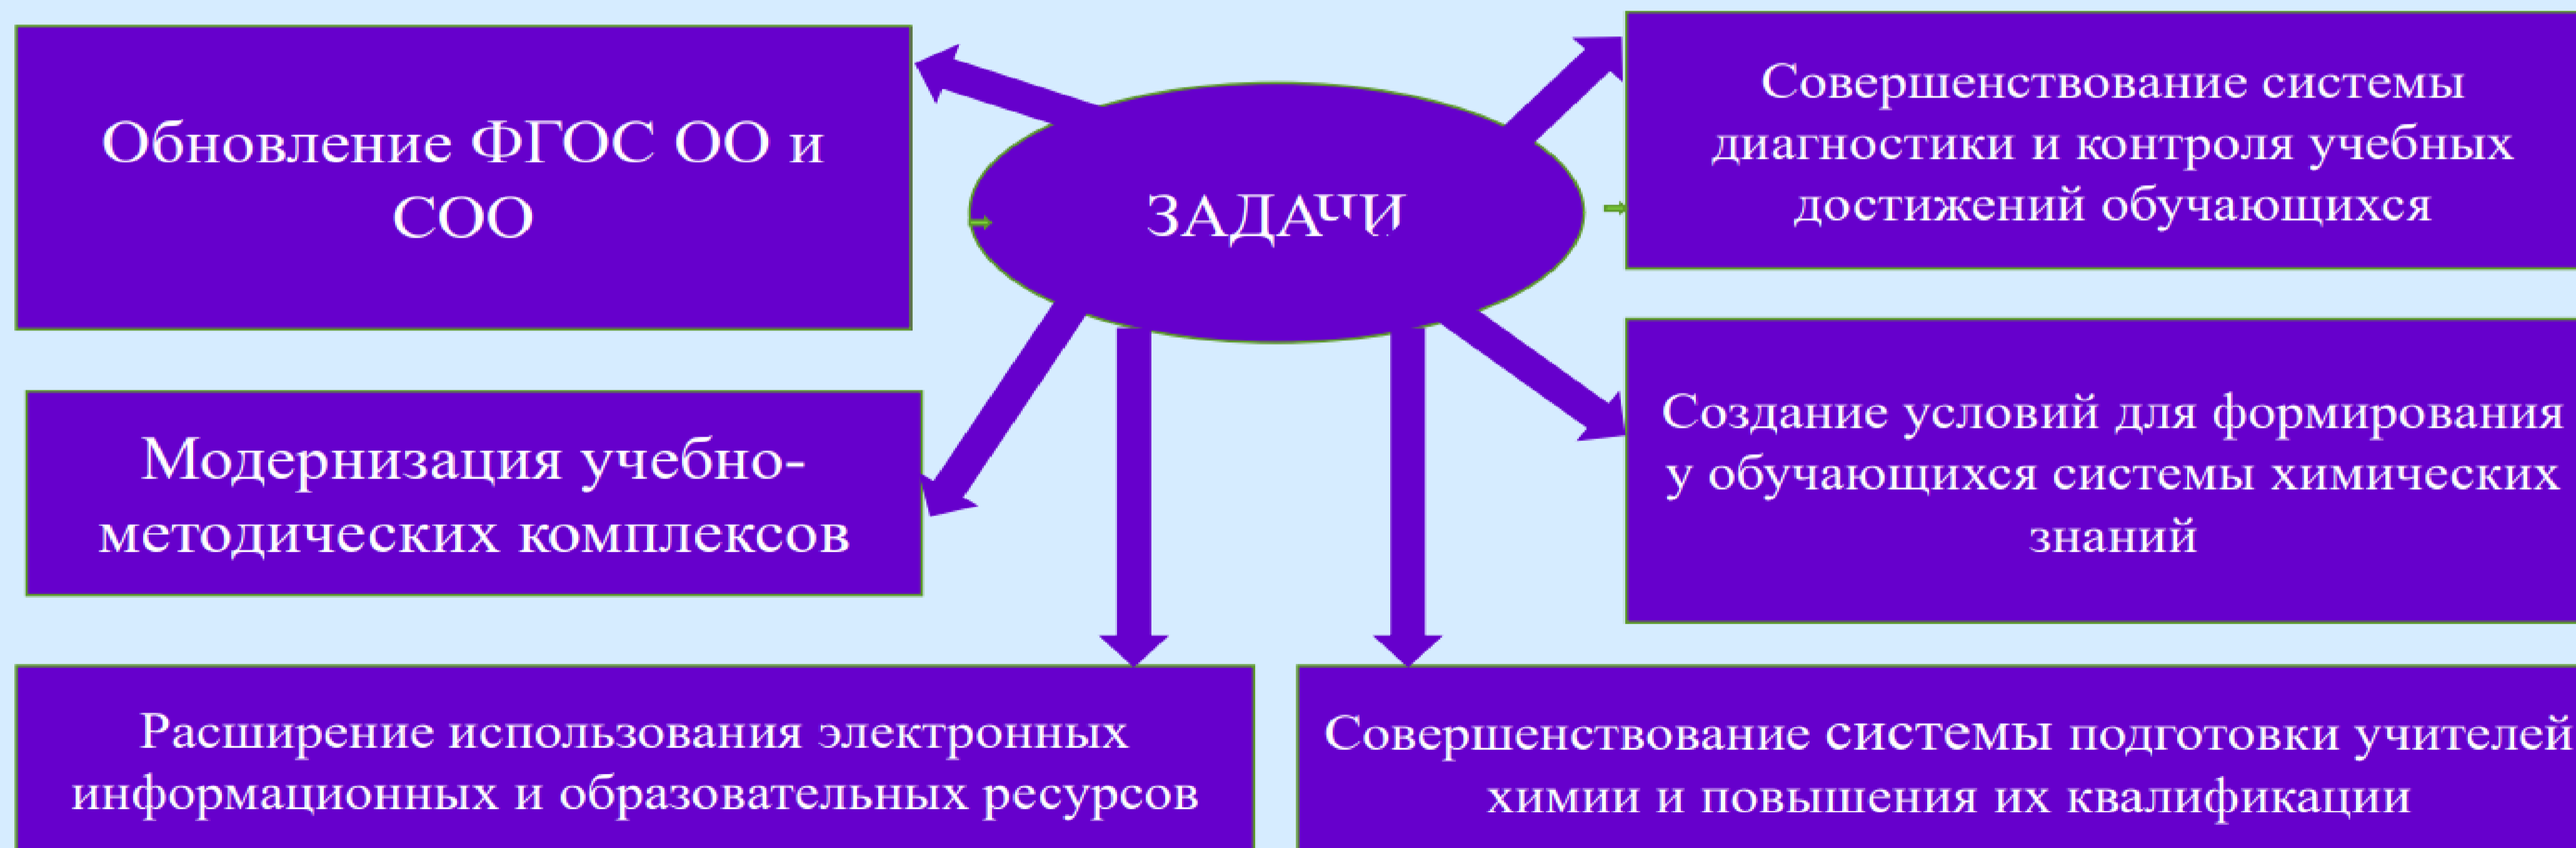 Обновление ФГОС ОО и
СОО
ЗАДАЧИ
Совершенствование системы
диагностики и контроля учебных
достижений обучающихся
Модернизация учебно-
методических комплексов
Создание условий для формирования
у обучающихся системы химических
знаний
Расширение использования электронных
информационных и образовательных ресурсов
Совершенствование системы подготовки учителей
химии и повышения их квалификации